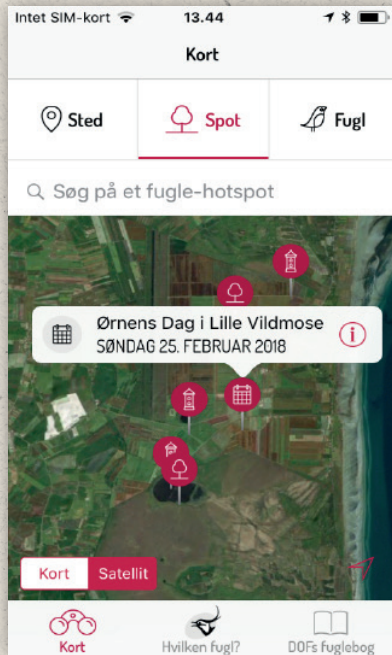 Intet SIM-kort 13.44
Kort
Sted Spot Fugl
Søg på et fugle-hotspot
Ørnens Dag i Lille Vildmose
SØNDAG 25. FEBRUAR 2018
Kort Satellit
Kort Hvilken fugl? DOFs fuglebog